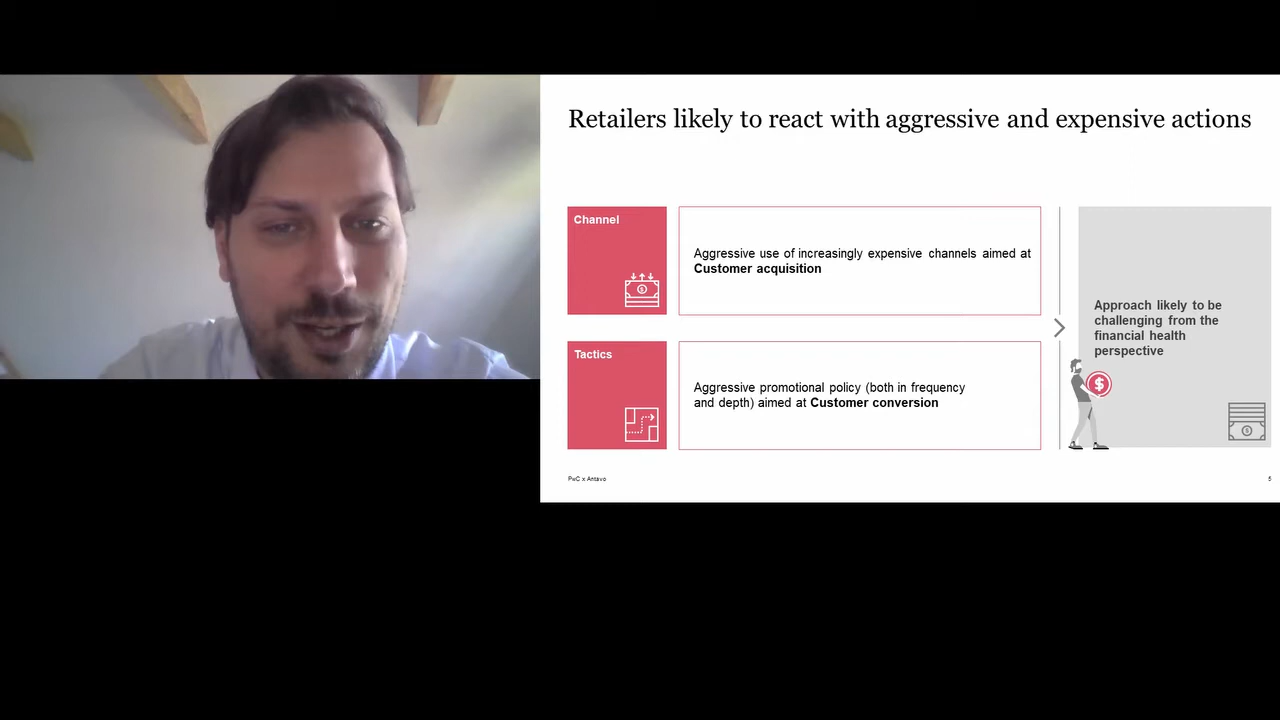 Retailers likely to react with aggressive and expensive actions
Channel
Aggressive use of increasingly expensive channels aimed at
Customer acquisition
Tactics
Aggressive promotional policy (both in frequency
and depth) aimed at Customer conversion
Approach likely to be
challenging from the
financial health
perspective
$
$
$
PwC x Antavo
5